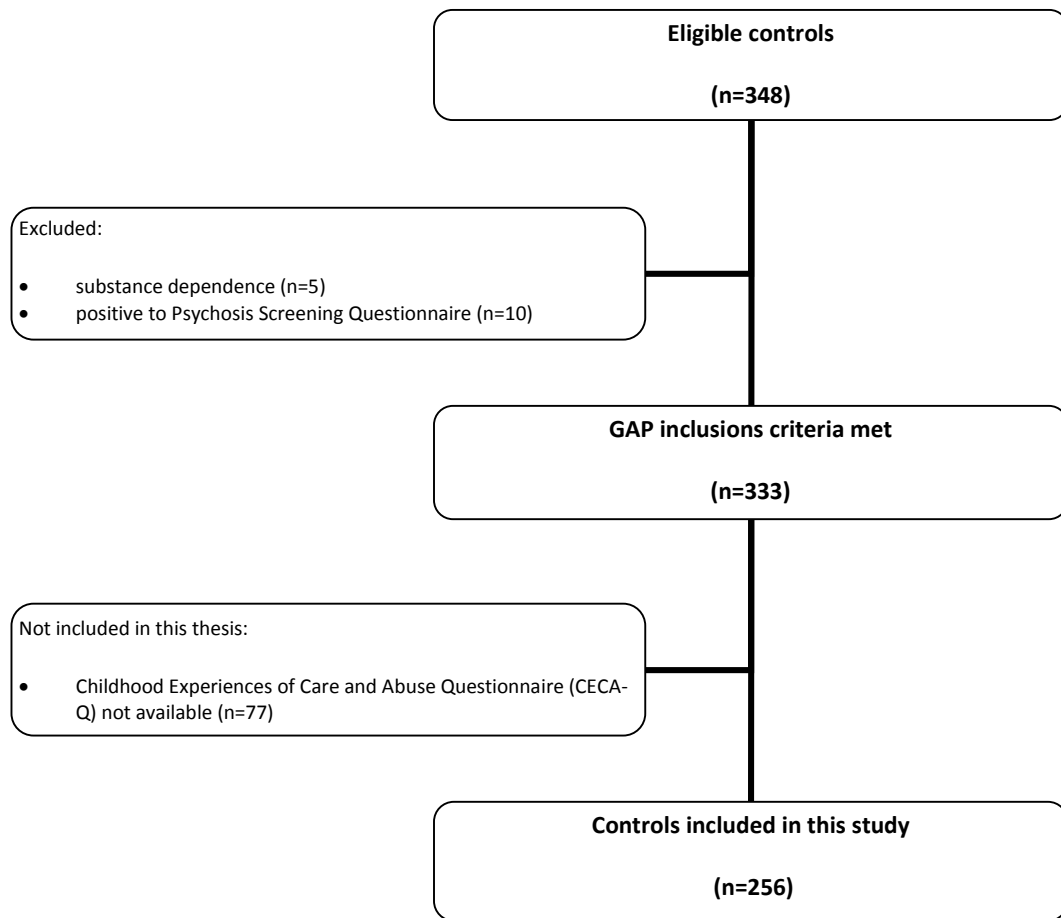 Eligible controls
(n=348)
Excluded:
• substance dependence (n=5)
• positive to Psychosis Screening Questionnaire (n=10)
GAP inclusions criteria met
(n=333)
Not included in this thesis:
• Childhood Experiences of Care and Abuse Questionnaire (CECA-
Q) not available (n=77)
Controls included in this study
(n=256)